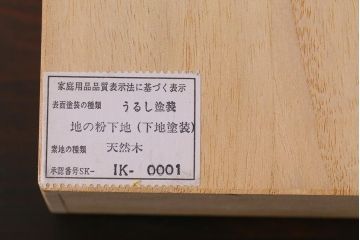 家庭用品品質表示法に基づく表示
表面塗装の種類 うるし塗装
地の粉下地(下地塗装)
素地の種類 天然木
承認番号SK- IK- 0001